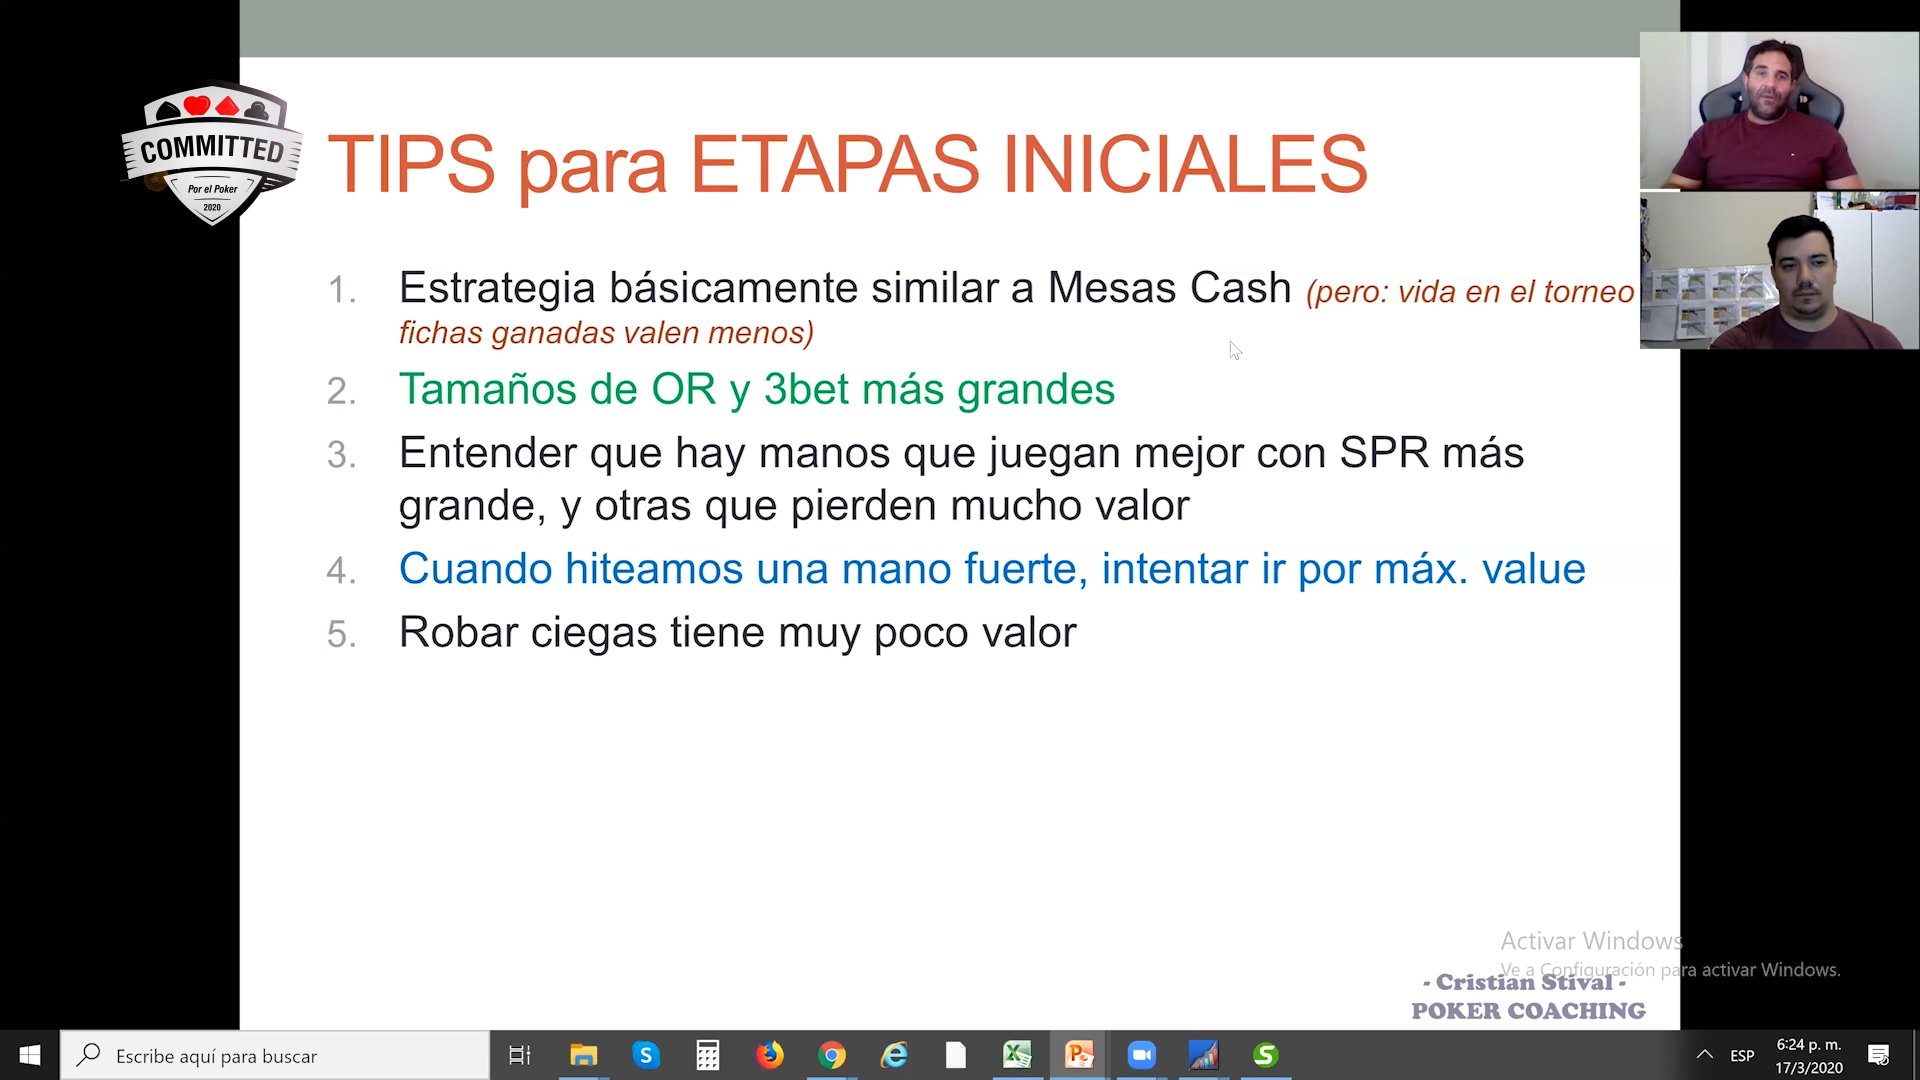 COMMITTED
Por el Poker
2020
TIPS para ETAPAS INICIALES
1. Estrategia básicamente similar a Mesas Cash (pero: vida en el torneo
fichas ganadas valen menos)
2. Tamaños de OR y 3bet más grandes
3. Entender que hay manos que juegan mejor con SPR más
grande, y otras que pierden mucho valor
4. Cuando hiteamos una mano fuerte, intentar ir por máx. value
5. Robar ciegas tiene muy poco valor
Activar Windows
Ve a Configuración para activar Windows.
- Cristian Stival -
POKER COACHING
Escribe aquí para buscar
ESP
6:24 p. m.
17/3/2020